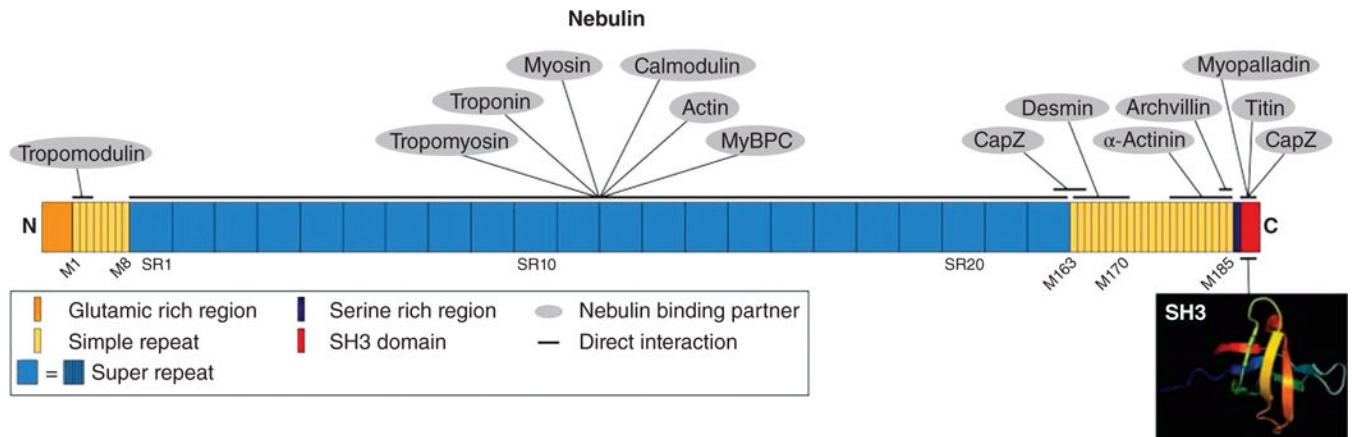 Nebulin
Myosin
Calmodulin
Myopalladin
Troponin
Actin
Desmin
Archvillin
Titin
Tropomodulin
Tropomyosin
MyBPC
CapZ
α-Actinin
CapZ
N
C
M1
M8
SR1
SR10
SR20
M163
M170
M185
Glutamic rich region
Serine rich region
Nebulin binding partner
Simple repeat
SH3 domain
Direct interaction
= Super repeat
SH3